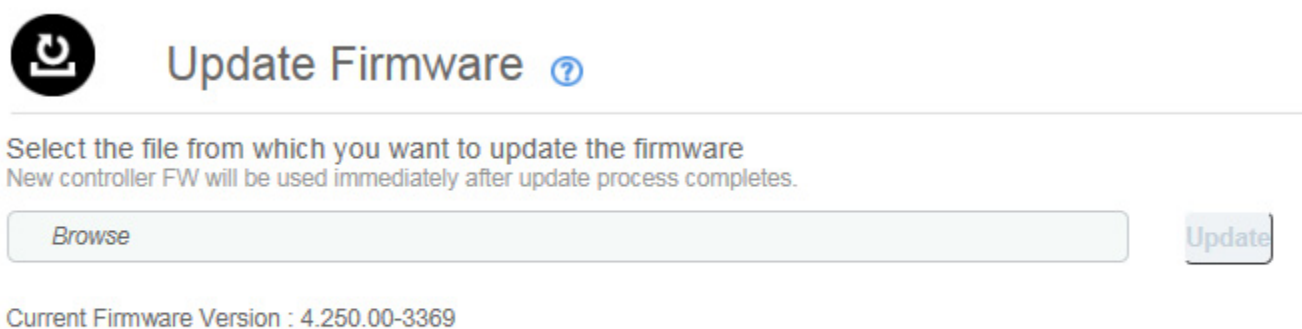 Update Firmware ?
Select the file from which you want to update the firmware
New controller FW will be used immediately after update process completes.
Browse
Update
Current Firmware Version : 4.250.00-3369